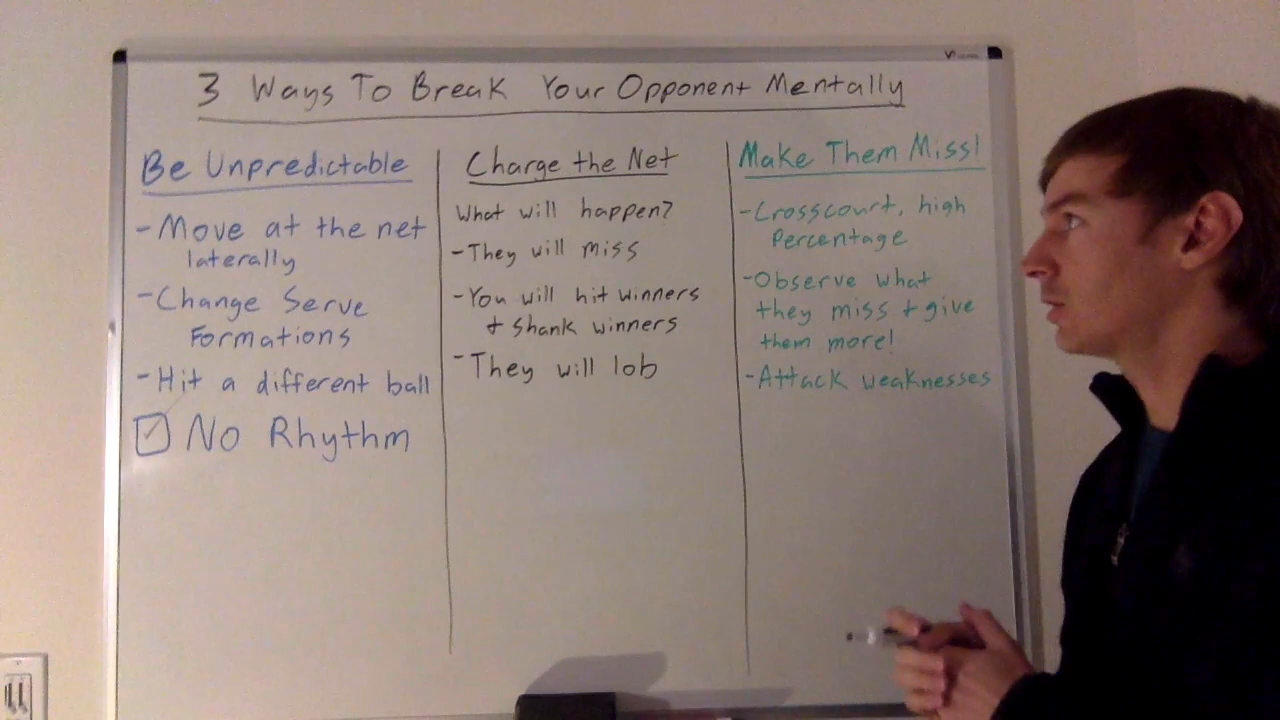 3 Ways To Break Your Opponent Mentally
Be Unpredictable
- Move at the net
laterally
- Change Serve
Formations
- Hit a different ball
No Rhythm
Charge the Net
What will happen?
- They will miss
- You will hit winners
+ shank winners
- They will lob
Make Them Miss!
- Crosscourt, high
Percentage
- Observe what
they miss + give
them more!
- Attack weaknesses